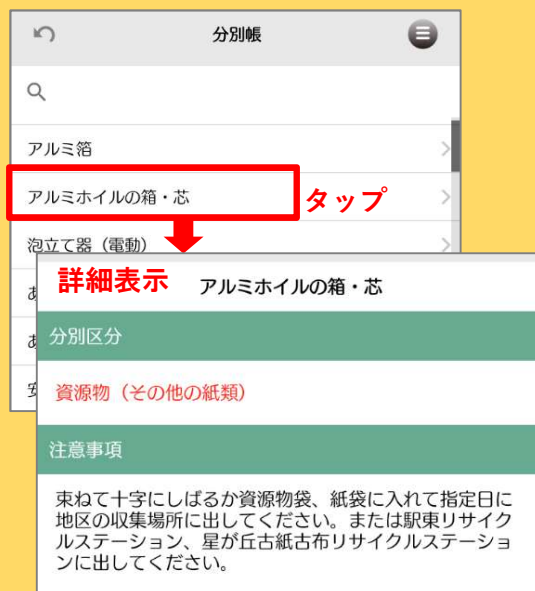 分別帳
アルミ箔
アルミホイルの箱・芯
タップ
泡立て器（電動）
あ
あ
安
詳細表示
アルミホイルの箱・芯
分別区分
資源物（その他の紙類）
注意事項
束ねて十字にしばるか資源物袋、紙袋に入れて指定日に
地区の収集場所に出してください。または駅東リサイク
ルステーション、星が丘古紙古布リサイクルステーショ
ンに出してください。